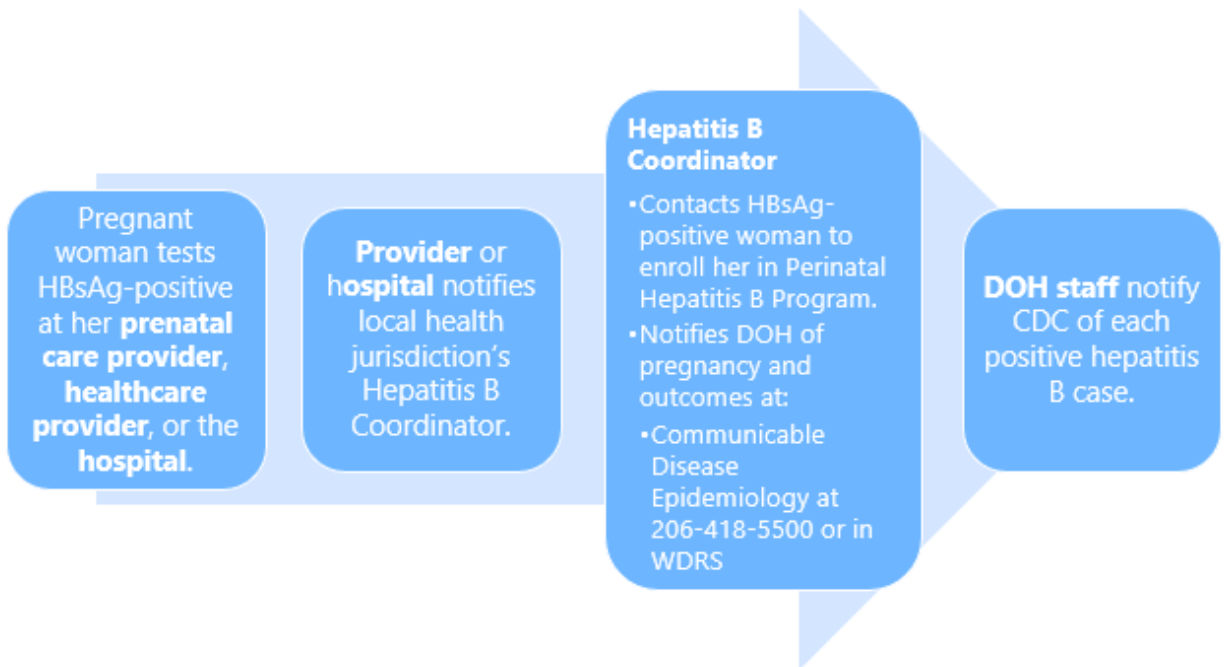 Pregnant
woman tests
HBsAg-positive
at her prenatal
care provider,
healthcare
provider, or the
hospital.
Provider or
hospital notifies
local health
jurisdiction's
Hepatitis B
Coordinator.
Hepatitis B
Coordinator
•Contacts HBsAg-
positive woman to
enroll her in Perinatal
Hepatitis B Program.
•Notifies DOH of
pregnancy and
outcomes at:
•Communicable
Disease
Epidemiology at
206-418-5500 or in
WDRS
DOH staff notify
CDC of each
positive hepatitis
B case.